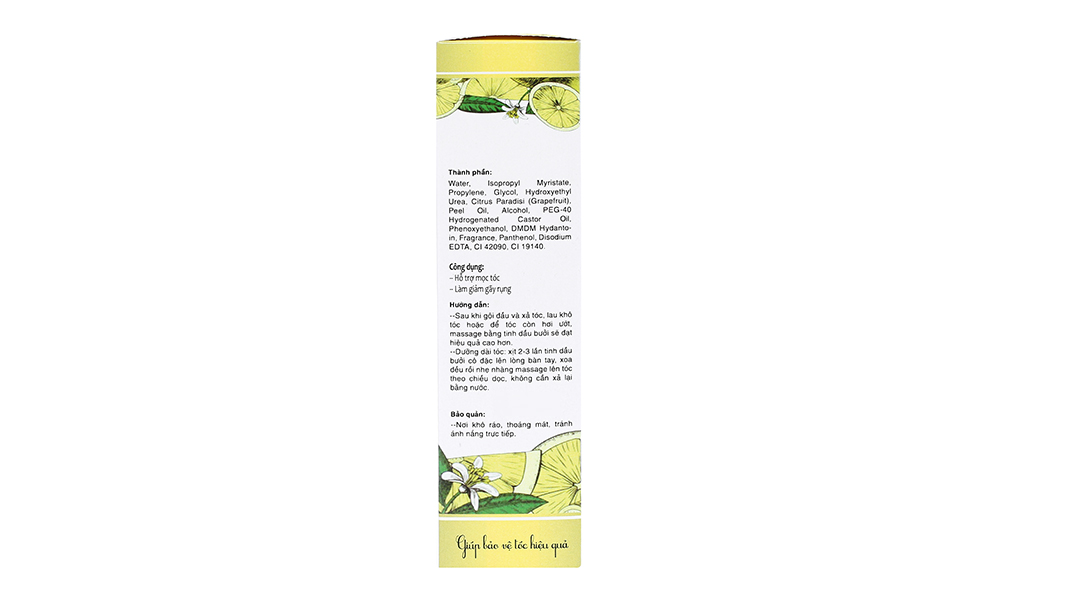 Thành phần:
Water, Isopropyl Myristate,
Propylene, Glycol, Hydroxyethyl
Urea, Citrus Paradisi (Grapefruit),
Peel Oil, Alcohol, PEG-40
Hydrogenated Castor Oil,
Phenoxyethanol, DMDM Hydanto-
in, Fragrance, Panthenol, Disodium
EDTA, CI 42090, CI 19140.
Công dụng:
– Hỗ trợ mọc tóc
– Làm giảm gãy rụng
Hướng dẫn:
--Sau khi gội đầu và xả tóc, lau khô
tóc hoặc để tóc còn hơi ướt,
massage bằng tinh dầu bưởi sẽ đạt
hiệu quả cao hơn.
--Dưỡng dài tóc: xịt 2-3 lần tinh dầu
bưởi cô đặc lên lòng bàn tay, xoa
đều rồi nhẹ nhàng massage lên tóc
theo chiều dọc, không cần xả lại
bằng nước.
Bảo quản:
--Nơi khô ráo, thoáng mát, tránh
ánh nắng trực tiếp.
Giúp bảo vệ tóc hiệu quả